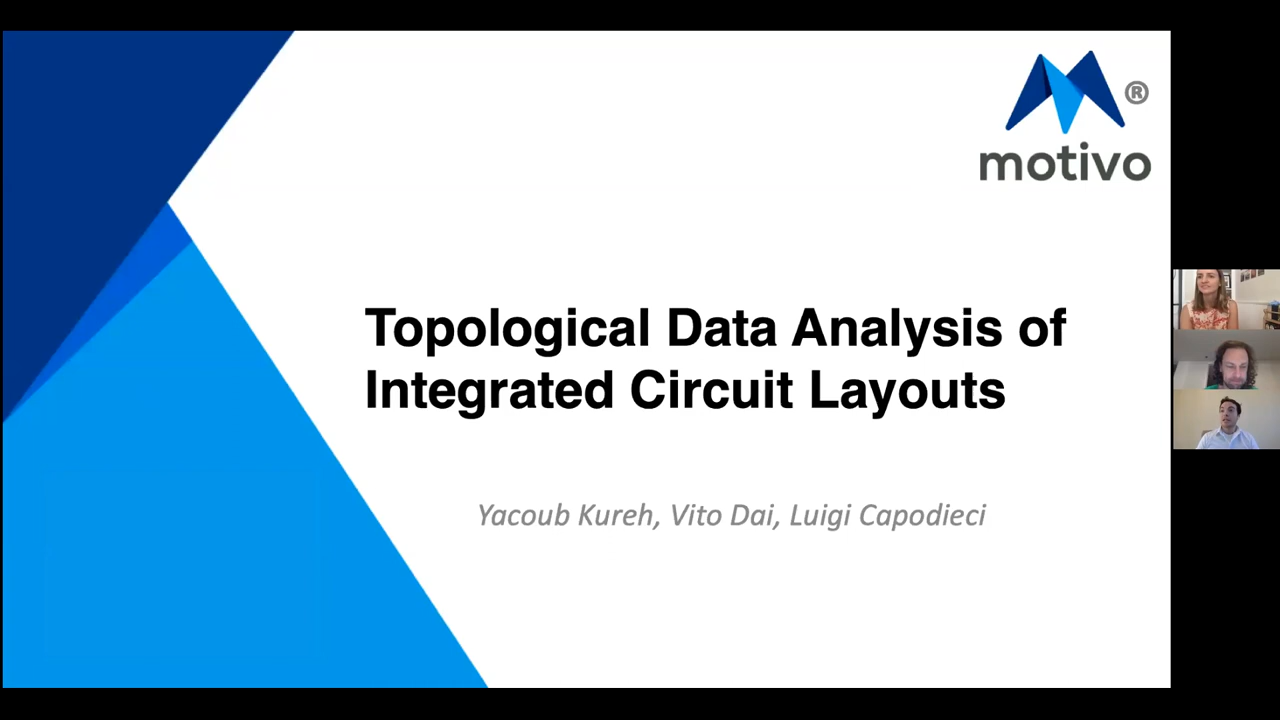 motivo®
Topological Data Analysis of
Integrated Circuit Layouts
Yacoub Kureh, Vito Dai, Luigi Capodieci